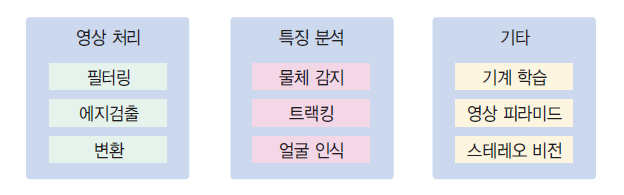 영상 처리
필터링
에지검출
변환
특징 분석
물체 감지
트랙킹
얼굴 인식
기타
기계 학습
영상 피라미드
스테레오 비전